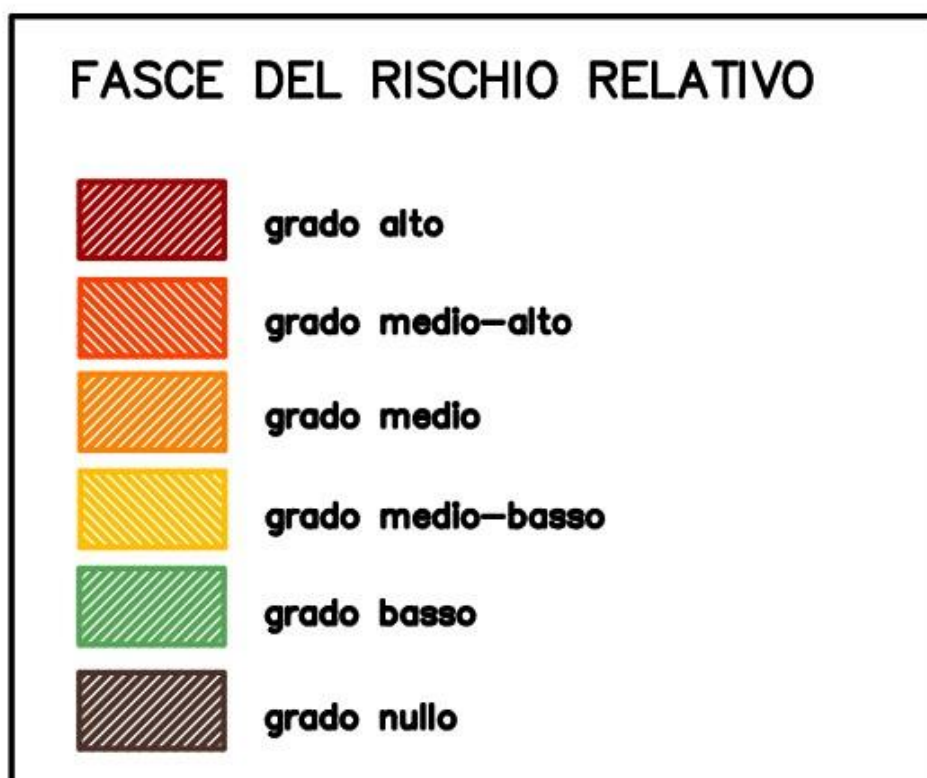 FASCE DEL RISCHIO RELATIVO
grado alto
grado medio-alto
grado medio
grado medio-basso
grado basso
grado nullo